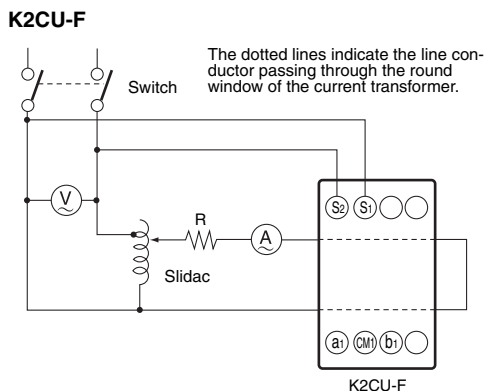 K2CU-F
The dotted lines indicate the line con-
ductor passing through the round
window of the current transformer.
Switch
S2 S1
V
R
A
Slidac
a1 CM1 b1
K2CU-F